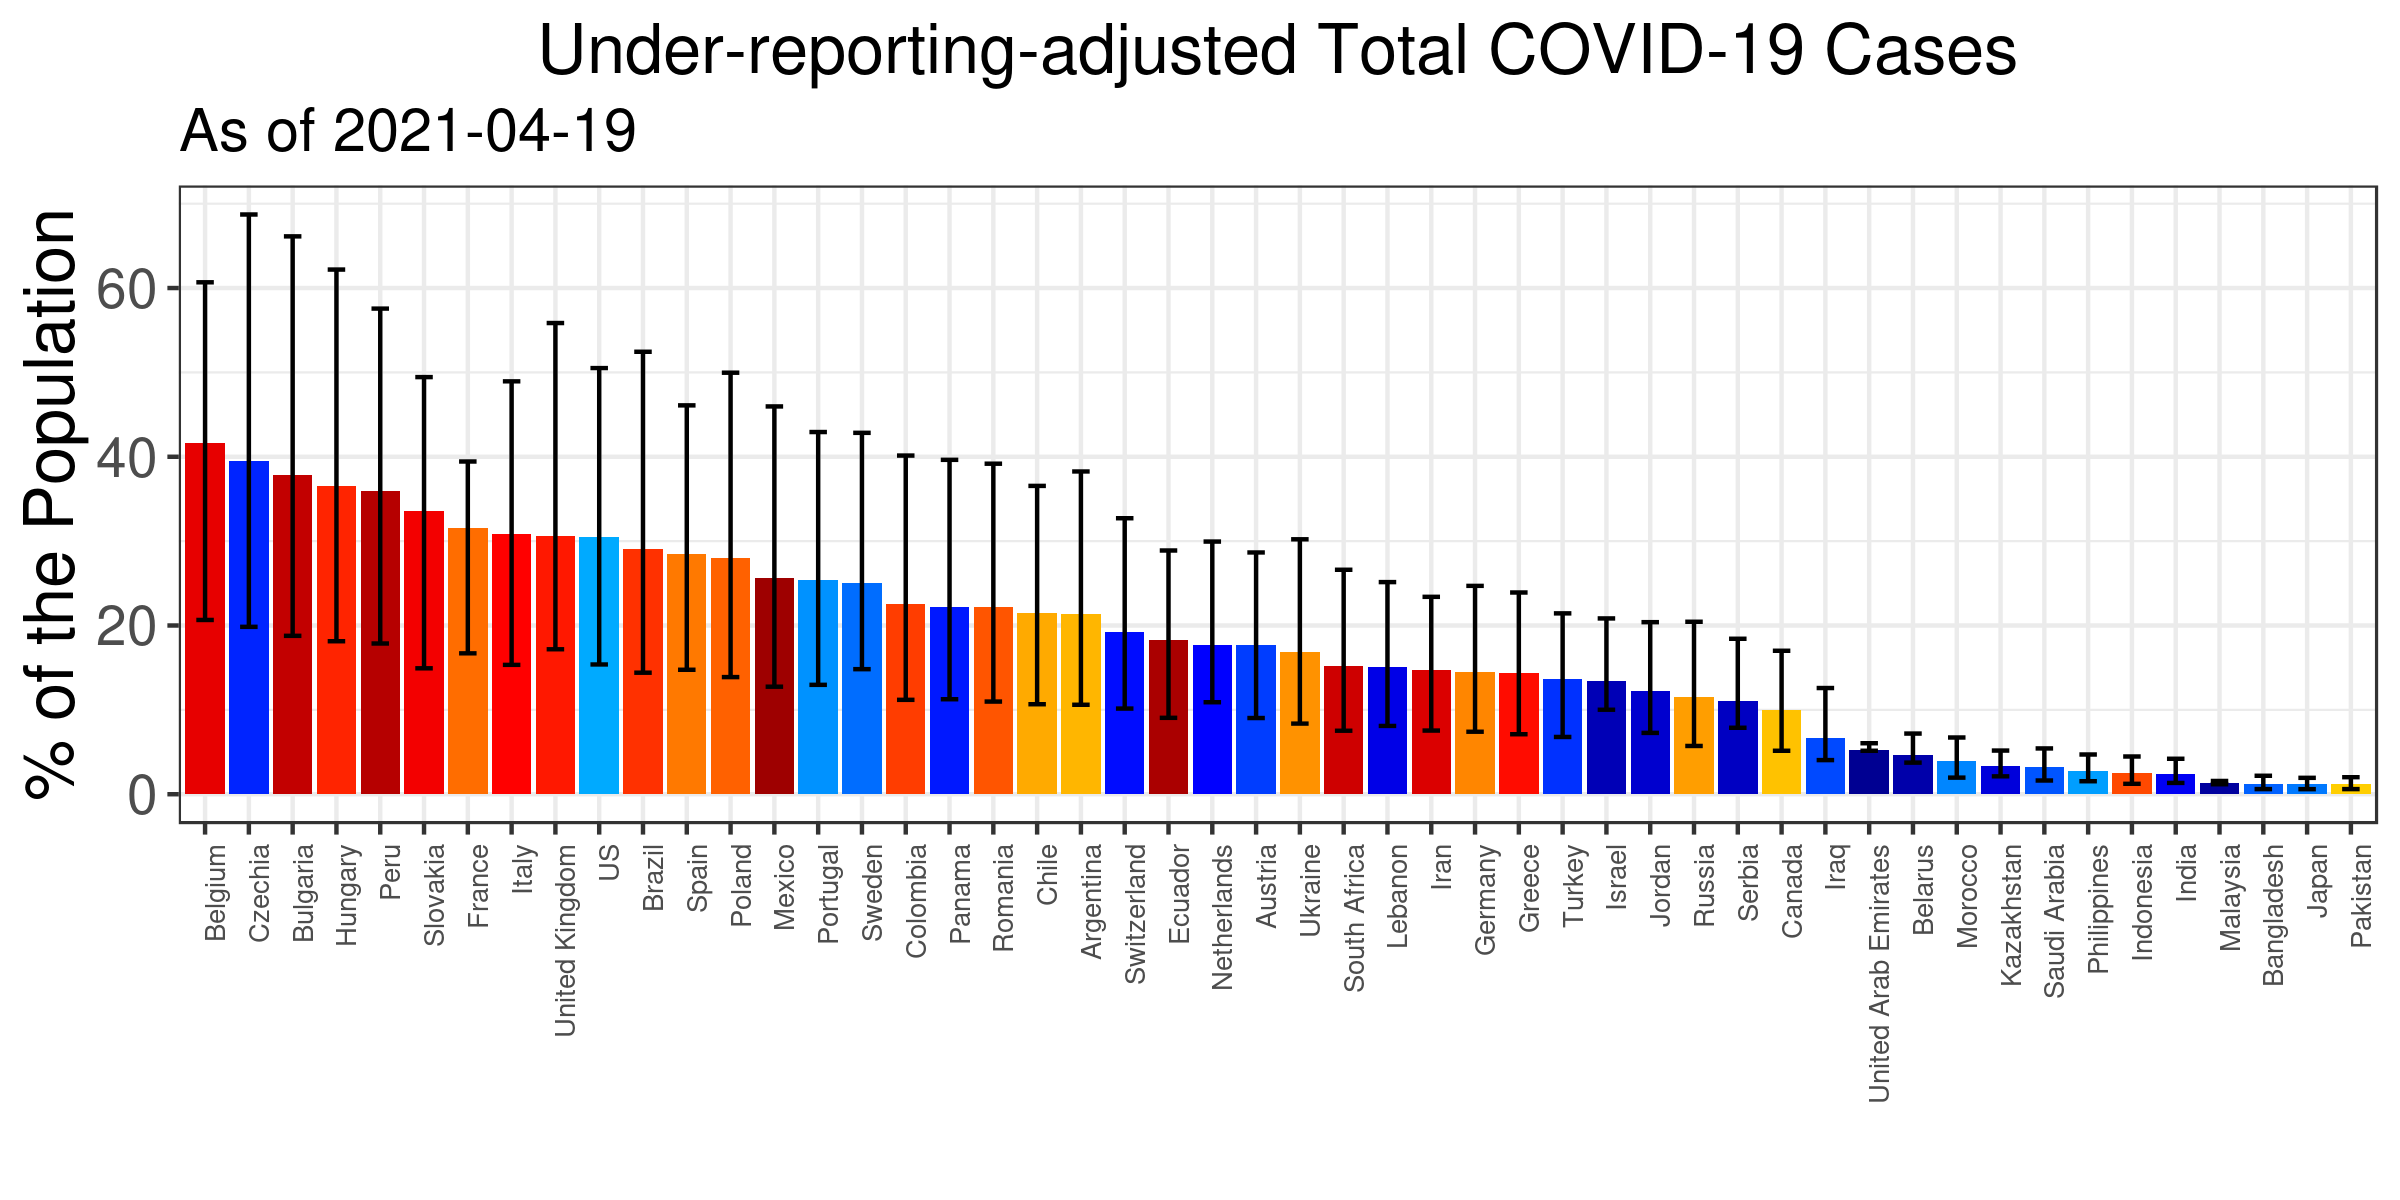 Under-reporting-adjusted Total COVID-19 Cases
As of 2021-04-19
% of the Population
60
40
20
0
Belgium
Czechia
Bulgaria
Hungary
Peru
Slovakia
France
Italy
United Kingdom
US
Brazil
Spain
Poland
Mexico
Portugal
Sweden
Colombia
Panama
Romania
Chile
Argentina
Switzerland
Ecuador
Netherlands
Austria
Ukraine
South Africa
Lebanon
Iran
Germany
Greece
Turkey
Israel
Jordan
Russia
Serbia
Canada
Iraq
United Arab Emirates
Belarus
Morocco
Kazakhstan
Saudi Arabia
Philippines
Indonesia
India
Malaysia
Bangladesh
Japan
Pakistan